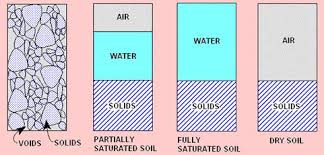 AIR
WATER
SOLIDS
WATER
SOLIDS
AIR
SOLIDS
VOIDS
SOLIDS
PARTIALLY
SATURATED SOIL
FULLY
SATURATED SOIL
DRY SOIL